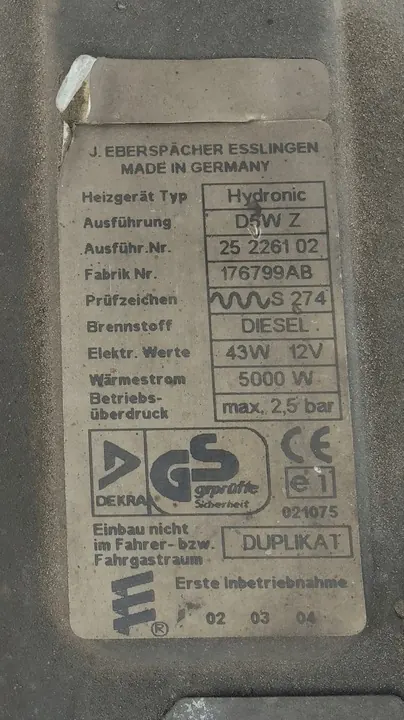 J. EBERSPÄCHER ESSLINGEN
MADE IN GERMANY
Heizgerät Typ Hydronic
Ausführung D5W Z
Ausführ.Nr. 25 2261 02
Fabrik Nr. 176799AB
Prüfzeichen S 274
Brennstoff DIESEL
Elektr. Werte 43W 12V
Wärmestrom 5000 W
Betriebs-
überdruck max. 2,5 bar
DEKRA GS geprüfte Sicherheit CE
e1
021075
Einbau nicht
im Fahrer- bzw.
Fahrgastraum
DUPLIKAT
Erste Inbetriebnahme
® 02 03 04